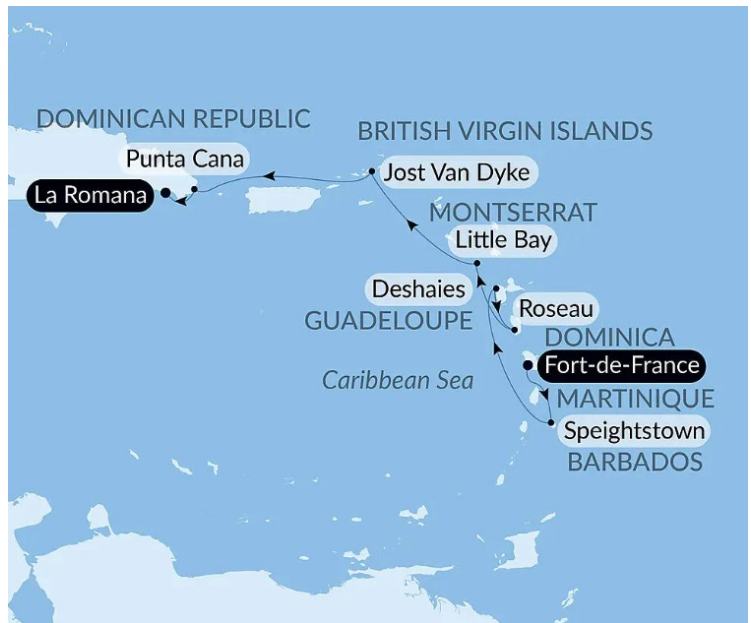 DOMINICAN REPUBLIC
BRITISH VIRGIN ISLANDS
Punta Cana
Jost Van Dyke
La Romana
MONTSERRAT
Little Bay
Deshaies
GUADELOUPE
Roseau
DOMINICA
Fort-de-France
Caribbean Sea
MARTINIQUE
Speightstown
BARBADOS